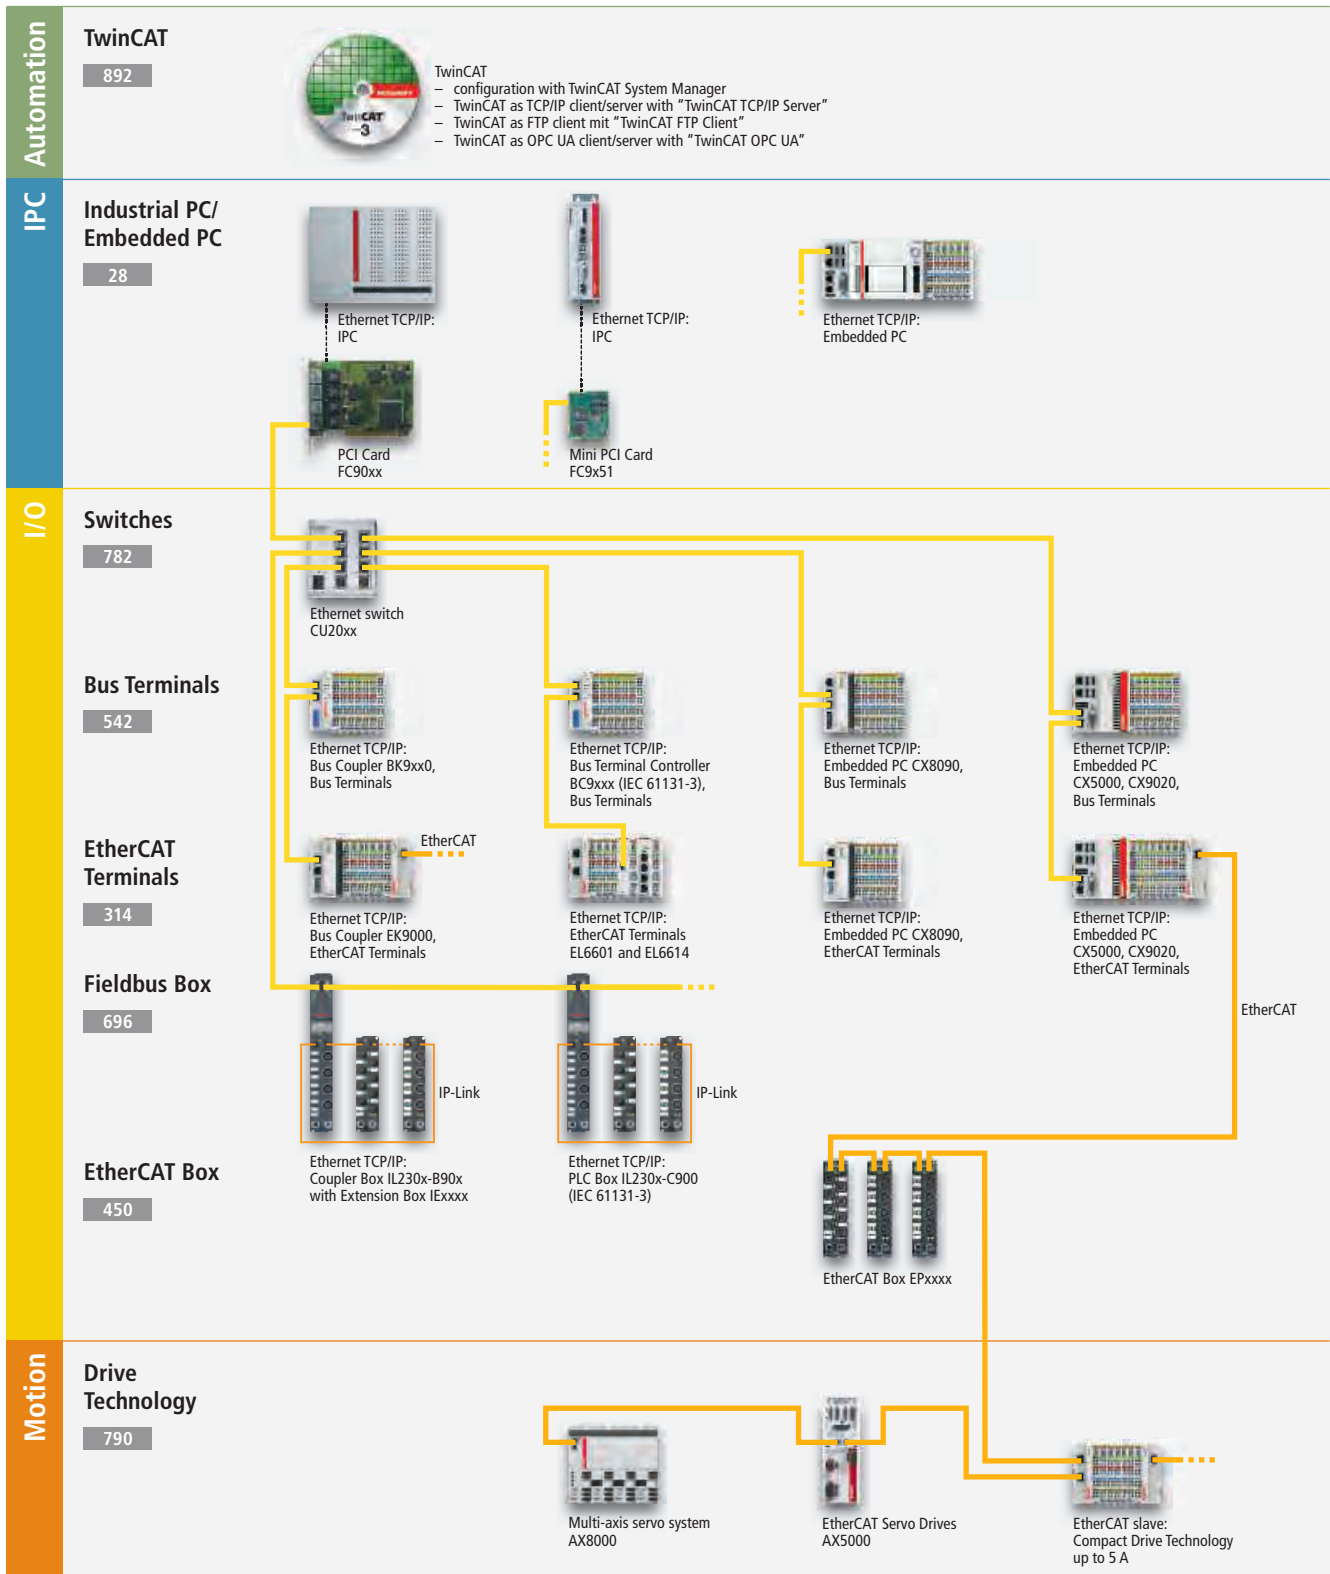 Automation
TwinCAT
892
TwinCAT
3
TwinCAT
– configuration with TwinCAT System Manager
– TwinCAT as TCP/IP client/server with “TwinCAT TCP/IP Server”
– TwinCAT as FTP client mit “TwinCAT FTP Client”
– TwinCAT as OPC UA client/server with “TwinCAT OPC UA”
IPC
Industrial PC/
Embedded PC
28
Ethernet TCP/IP:
IPC
Ethernet TCP/IP:
IPC
Ethernet TCP/IP:
Embedded PC
PCI Card
FC90xx
Mini PCI Card
FC9x51
I/O
Switches
782
Ethernet switch
CU20xx
Bus Terminals
542
Ethernet TCP/IP:
Bus Coupler BK9xx0,
Bus Terminals
Ethernet TCP/IP:
Bus Terminal Controller
BC9xxx (IEC 61131-3),
Bus Terminals
Ethernet TCP/IP:
Embedded PC CX8090,
Bus Terminals
Ethernet TCP/IP:
Embedded PC
CX5000, CX9020,
Bus Terminals
EtherCAT
Terminals
314
EtherCAT
Ethernet TCP/IP:
Bus Coupler EK9000,
EtherCAT Terminals
Ethernet TCP/IP:
EtherCAT Terminals
EL6601 and EL6614
Ethernet TCP/IP:
Embedded PC CX8090,
EtherCAT Terminals
Ethernet TCP/IP:
Embedded PC
CX5000, CX9020,
EtherCAT Terminals
Fieldbus Box
696
EtherCAT
IP-Link
IP-Link
Ethernet TCP/IP:
Coupler Box IL230x-B90x
with Extension Box IExxxx
Ethernet TCP/IP:
PLC Box IL230x-C900
(IEC 61131-3)
EtherCAT Box
450
EtherCAT Box EPxxxx
Motion
Drive
Technology
790
Multi-axis servo system
AX8000
EtherCAT Servo Drives
AX5000
EtherCAT slave:
Compact Drive Technology
up to 5 A